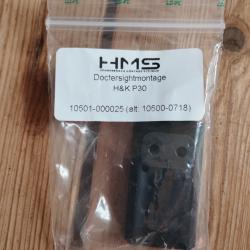 HMS
Doctersightmontage
H&K P30
10501-000025 (alt: 10500-0718)